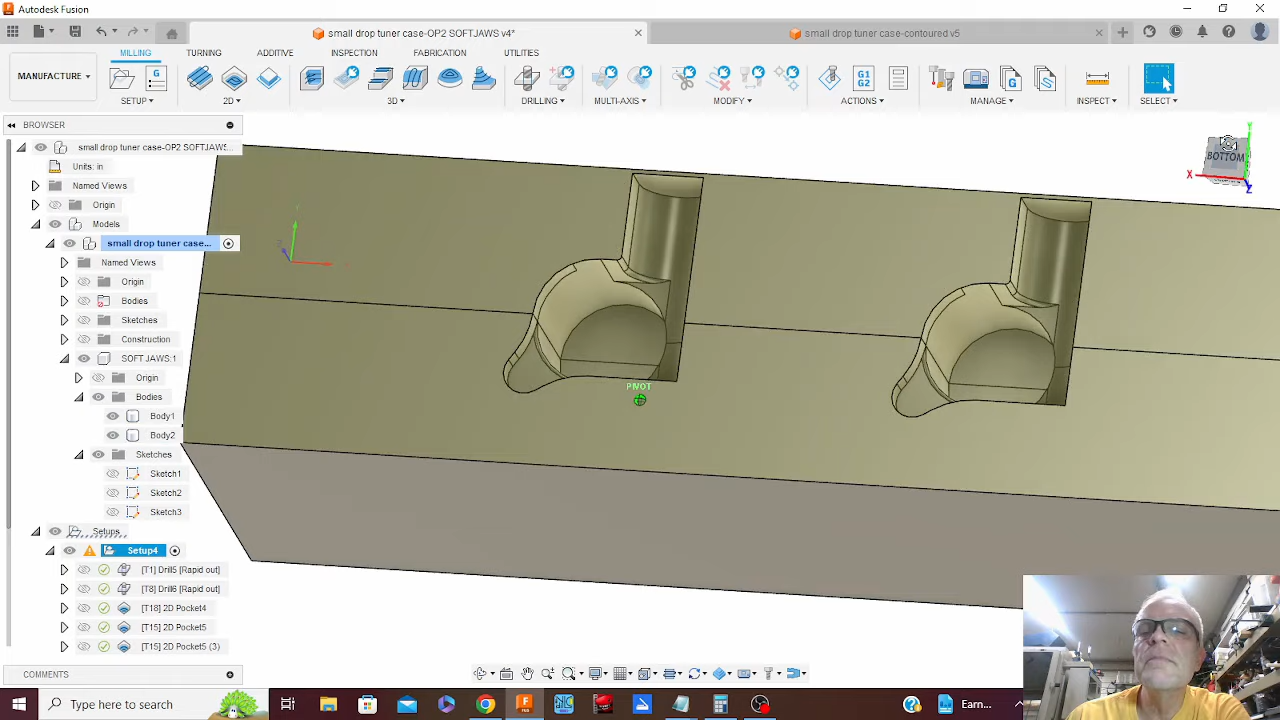 Autodesk Fusion
small drop tuner case-OP2 SOFTJAWS v4*
small drop tuner case-contoured v5
MILLING
TURNING
ADDITIVE
INSPECTION
FABRICATION
UTILITIES
MANUFACTURE
G1
G2
SETUP
2D
3D
DRILLING
MULTI-AXIS
MODIFY
ACTIONS
MANAGE
INSPECT
SELECT
BROWSER
small drop tuner case-OP2 SOFTJAWS...
Units: in
Named Views
Origin
Models
small drop tuner case...
Named Views
Origin
Bodies
Sketches
Construction
SOFT JAWS:1
Origin
Bodies
Body1
Body2
Sketches
Sketch1
Sketch2
Sketch3
Setups
Setup4
[T1] Drill5 [Rapid out]
[T8] Drill6 [Rapid out]
[T18] 2D Pocket4
[T15] 2D Pocket5
[T15] 2D Pocket5 (3)
COMMENTS
PIVOT
BOTTOM
X
Y
Z
Type here to search
Earn...